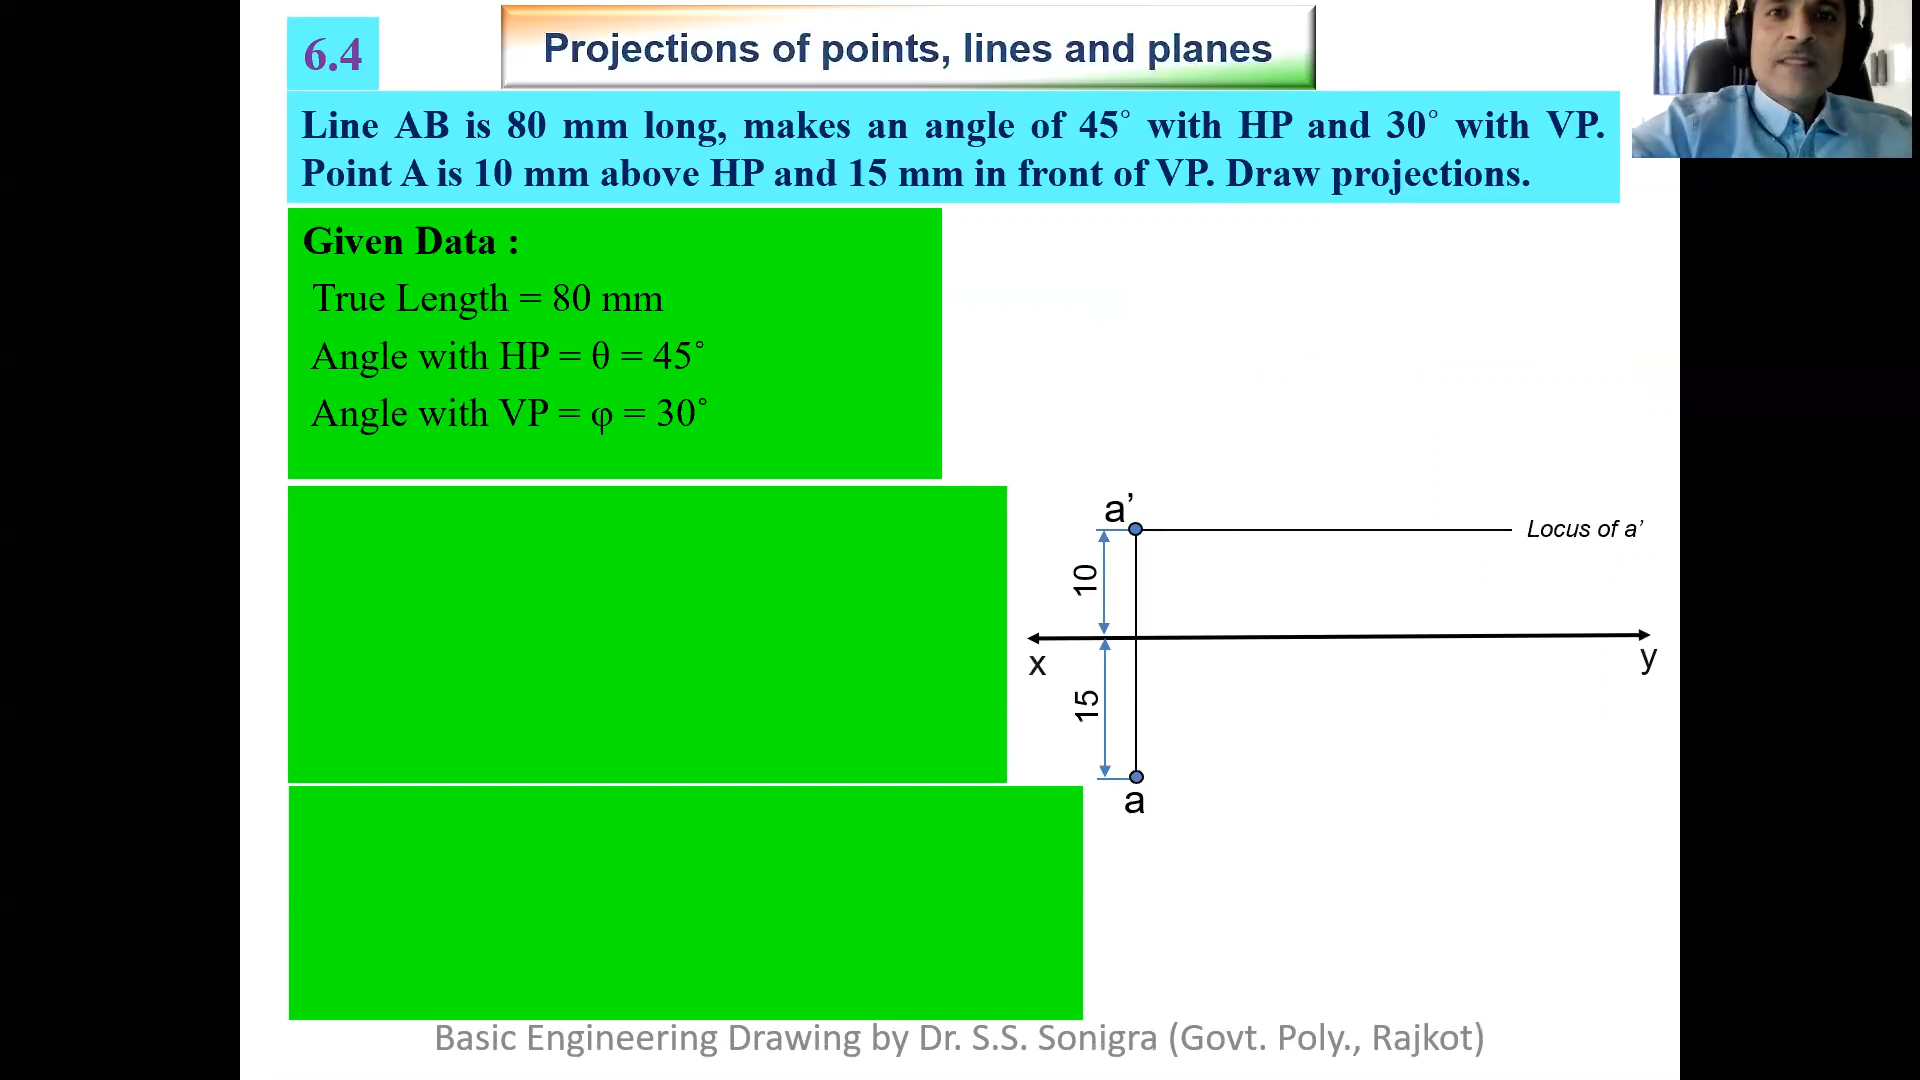 6.4
Projections of points, lines and planes
Line AB is 80 mm long, makes an angle of 45° with HP and 30° with VP.
Point A is 10 mm above HP and 15 mm in front of VP. Draw projections.
Given Data :
True Length = 80 mm
Angle with HP = θ = 45°
Angle with VP = φ = 30°
a’
Locus of a’
10
x
y
15
a
Basic Engineering Drawing by Dr. S.S. Sonigra (Govt. Poly., Rajkot)